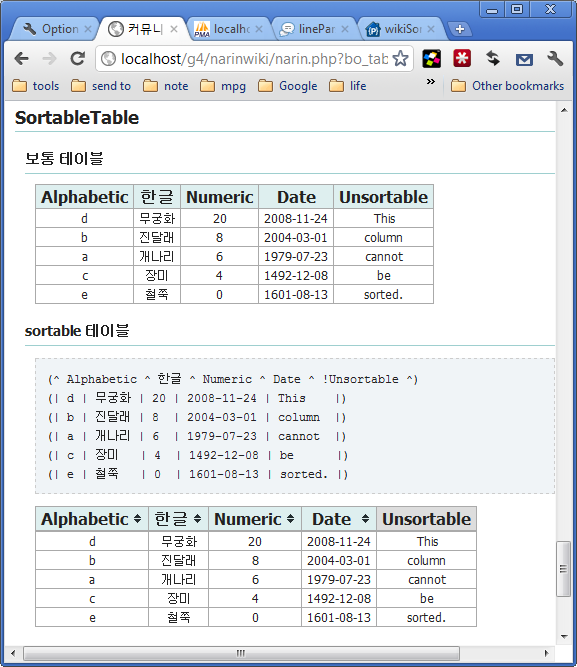 Option
커뮤니
localho
linePar
wikiSor
localhost/g4/narinwiki/narin.php?bo_tab
tools send to note mpg Google life » Other bookmarks
SortableTable
보통 테이블
Alphabetic 한글 Numeric Date Unsortable
d 무궁화 20 2008-11-24 This
b 진달래 8 2004-03-01 column
a 개나리 6 1979-07-23 cannot
c 장미 4 1492-12-08 be
e 철쭉 0 1601-08-13 sorted.
sortable 테이블
(^ Alphabetic ^ 한글 ^ Numeric ^ Date ^ !Unsortable ^)
(| d | 무궁화 | 20 | 2008-11-24 | This |)
(| b | 진달래 | 8 | 2004-03-01 | column |)
(| a | 개나리 | 6 | 1979-07-23 | cannot |)
(| c | 장미 | 4 | 1492-12-08 | be |)
(| e | 철쭉 | 0 | 1601-08-13 | sorted. |)
Alphabetic 한글 Numeric Date Unsortable
d 무궁화 20 2008-11-24 This
b 진달래 8 2004-03-01 column
a 개나리 6 1979-07-23 cannot
c 장미 4 1492-12-08 be
e 철쭉 0 1601-08-13 sorted.